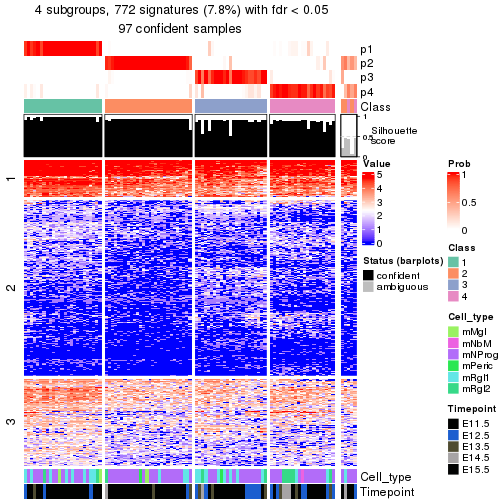 4 subgroups, 772 signatures (7.8%) with fdr < 0.05
97 confident samples
p1
p2
p3
p4
Class
1
0.5
0
Silhouette
score
1
2
3
Cell_type
Timepoint
Value
5
4
3
2
1
0
Status (barplots)
confident
ambiguous
Prob
1
0.5
0
Class
1
2
3
4
Cell_type
mMgl
mNbM
mNProg
mPeric
mRgl1
mRgl2
Timepoint
E11.5
E12.5
E13.5
E14.5
E15.5